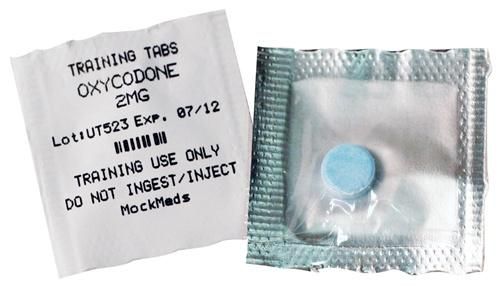 TRAINING TABS
OXYCODONE
2MG
Lot:UT523 Exp. 07/12
TRAINING USE ONLY
DO NOT INGEST/INJECT
MockMeds